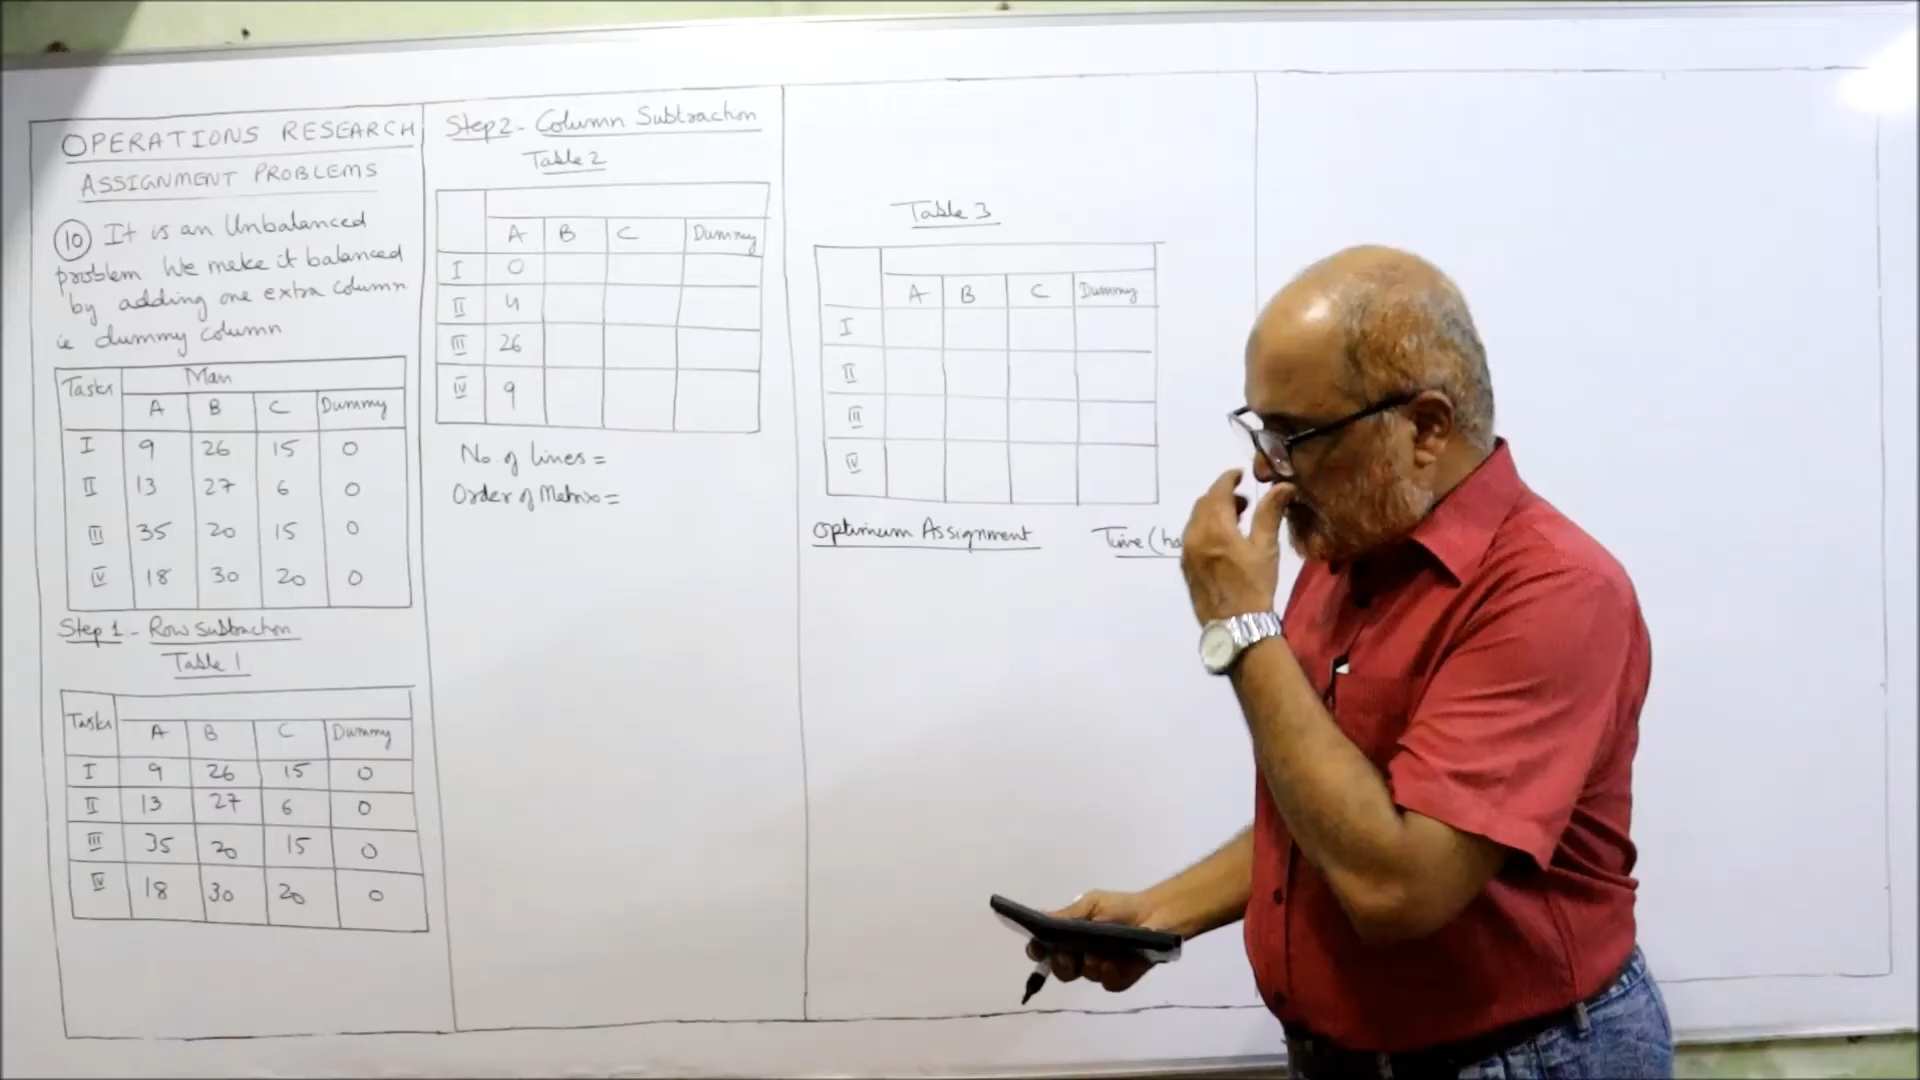 OPERATIONS RESEARCH
ASSIGNMENT PROBLEMS
10 It is an Unbalanced
problem We make it balanced
by adding one extra column
ie dummy column
Tasks Man
A B C Dummy
I 9 26 15 0
II 13 27 6 0
III 35 20 15 0
IV 18 30 20 0
Step 1 - Row Subtraction
Table 1
Tasks
A B C Dummy
I 9 26 15 0
II 13 27 6 0
III 35 20 15 0
IV 18 30 20 0
Step 2 - Column Subtraction
Table 2
A B C Dummy
I 0
II 4
III 26
IV 9
No. of lines =
Order of Matrix =
Table 3
A B C Dummy
I
II
III
IV
Optimum Assignment Time